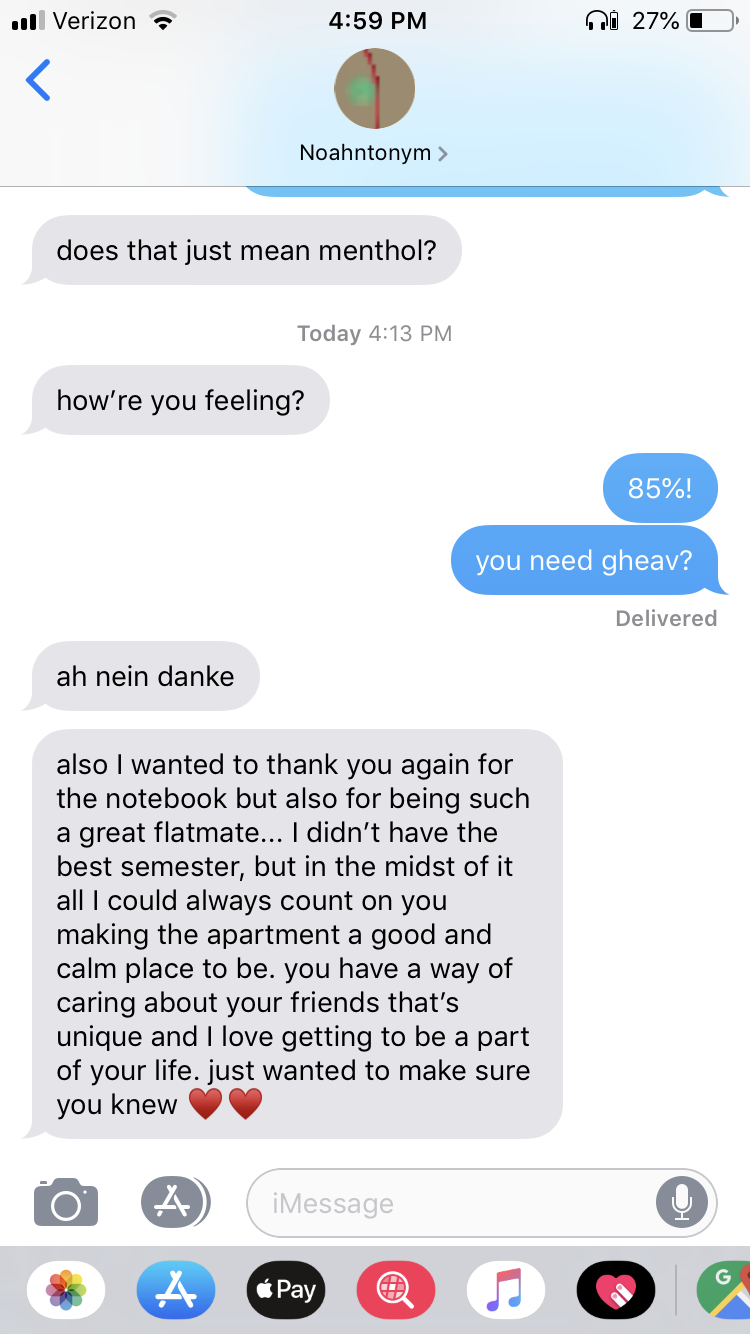 Verizon 4:59 PM 27%
Noahntonym
does that just mean menthol?
Today 4:13 PM
how’re you feeling?
85%!
you need gheav?
Delivered
ah nein danke
also I wanted to thank you again for
the notebook but also for being such
a great flatmate... I didn’t have the
best semester, but in the midst of it
all I could always count on you
making the apartment a good and
calm place to be. you have a way of
caring about your friends that’s
unique and I love getting to be a part
of your life. just wanted to make sure
you knew ♥️♥️
iMessage
Pay
G